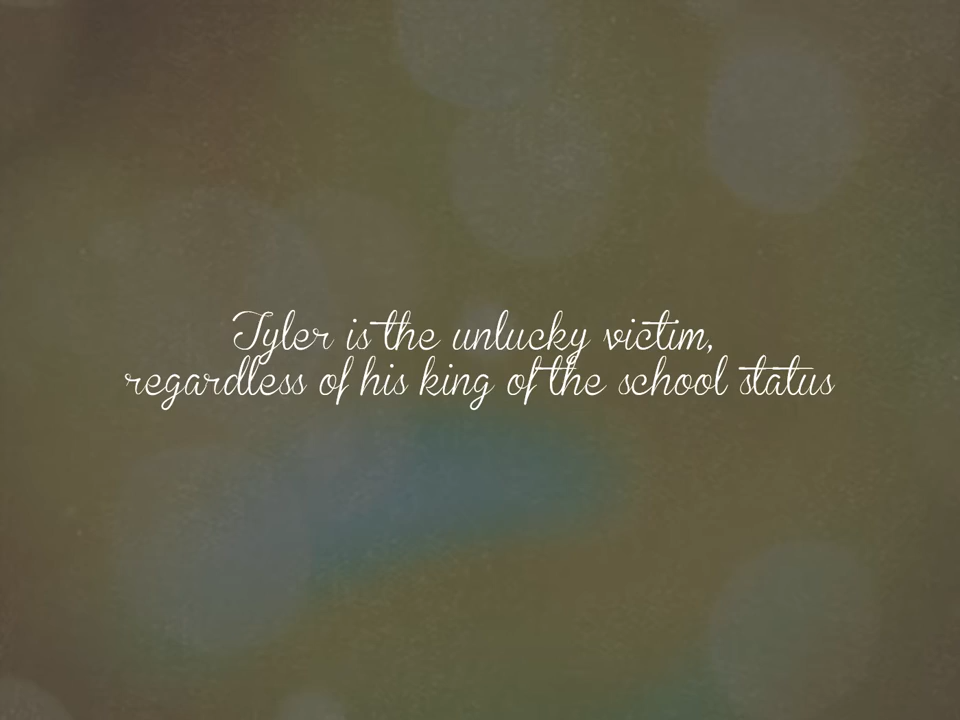 Tyler is the unlucky victim,
regardless of his king of the school status